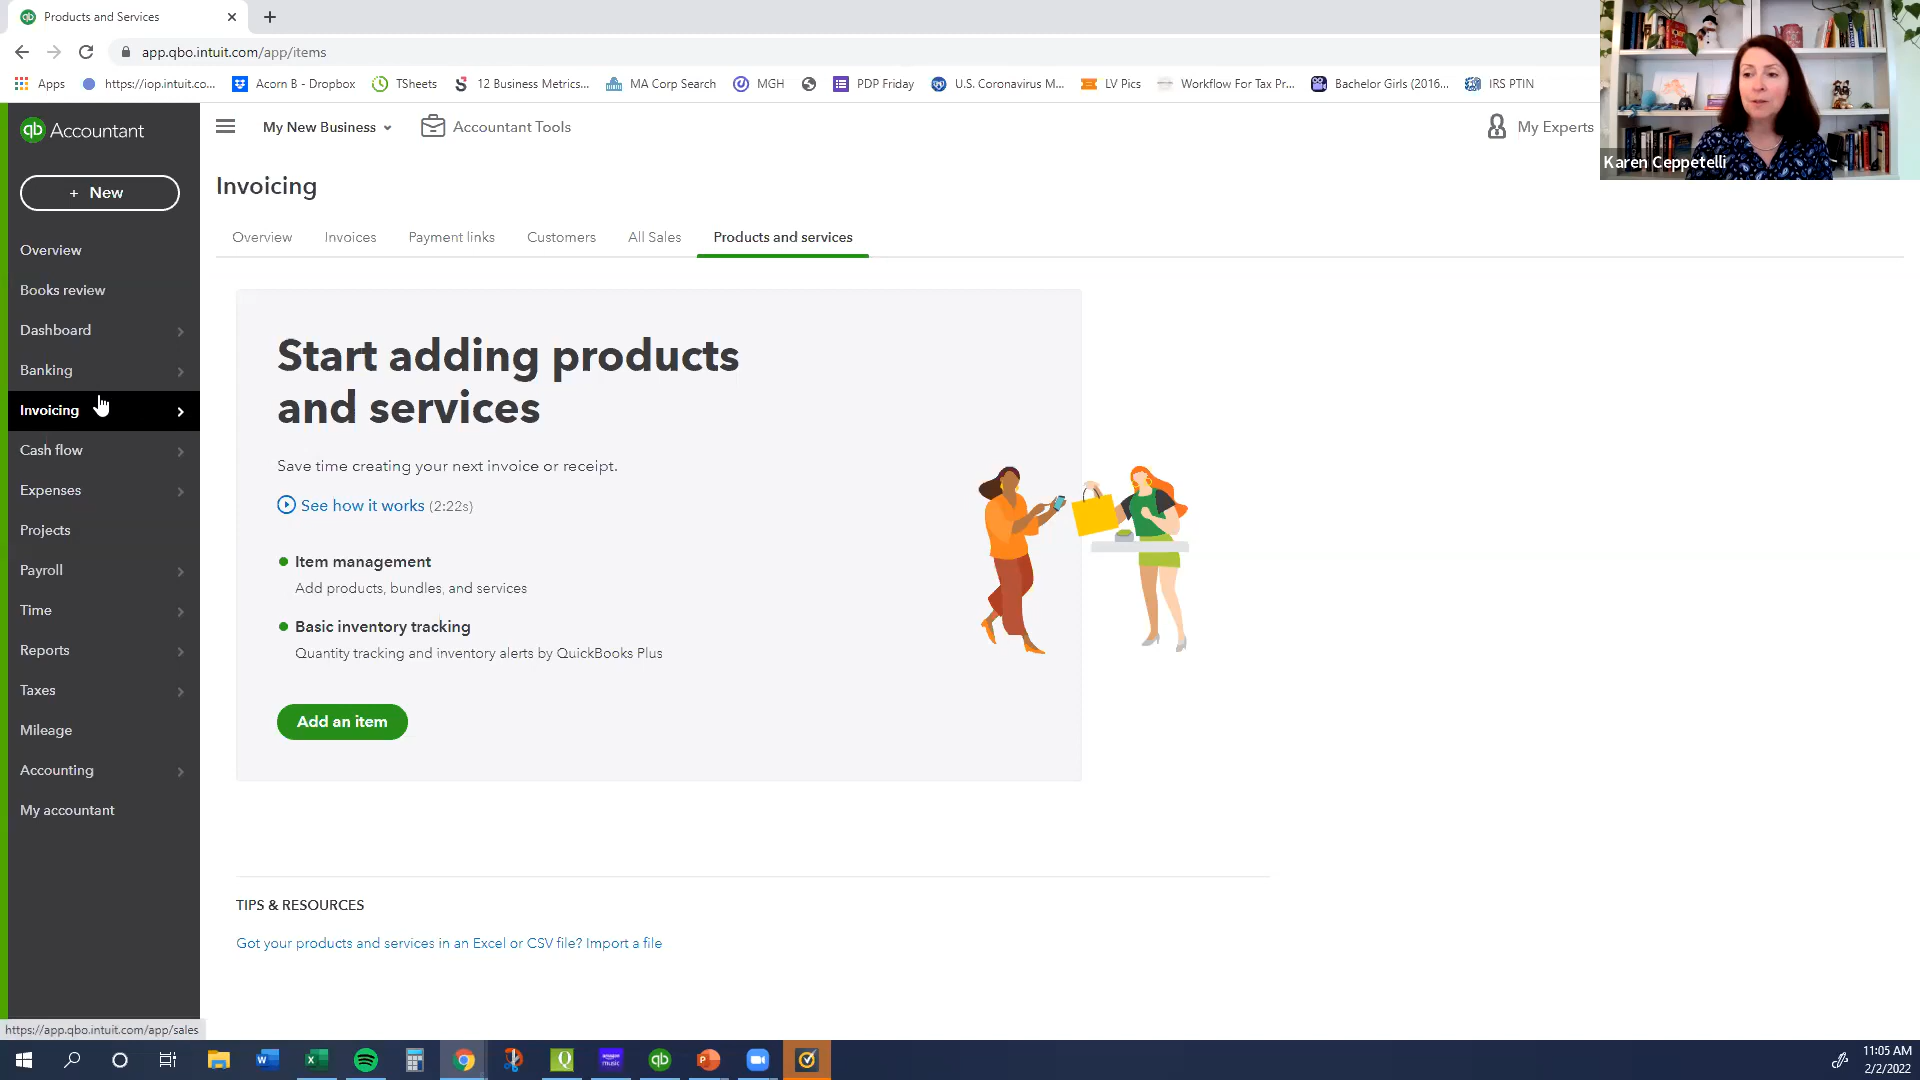 Products and Services
app.qbo.intuit.com/app/items
Apps
https://iop.intuit.co...
Acorn B - Dropbox
TSheets
12 Business Metrics...
MA Corp Search
MGH
PDP Friday
U.S. Coronavirus M...
LV Pics
Workflow For Tax Pr...
Bachelor Girls (2016...
IRS PTIN
Karen Ceppetelli
qb Accountant
+ New
Overview
Books review
Dashboard
Banking
Invoicing
Cash flow
Expenses
Projects
Payroll
Time
Reports
Taxes
Mileage
Accounting
My accountant
https://app.qbo.intuit.com/app/sales
My New Business
Accountant Tools
My Experts
Invoicing
Overview
Invoices
Payment links
Customers
All Sales
Products and services
Start adding products
and services
Save time creating your next invoice or receipt.
See how it works (2:22s)
Item management
Add products, bundles, and services
Basic inventory tracking
Quantity tracking and inventory alerts by QuickBooks Plus
Add an item
TIPS & RESOURCES
Got your products and services in an Excel or CSV file? Import a file
11:05 AM
2/2/2022